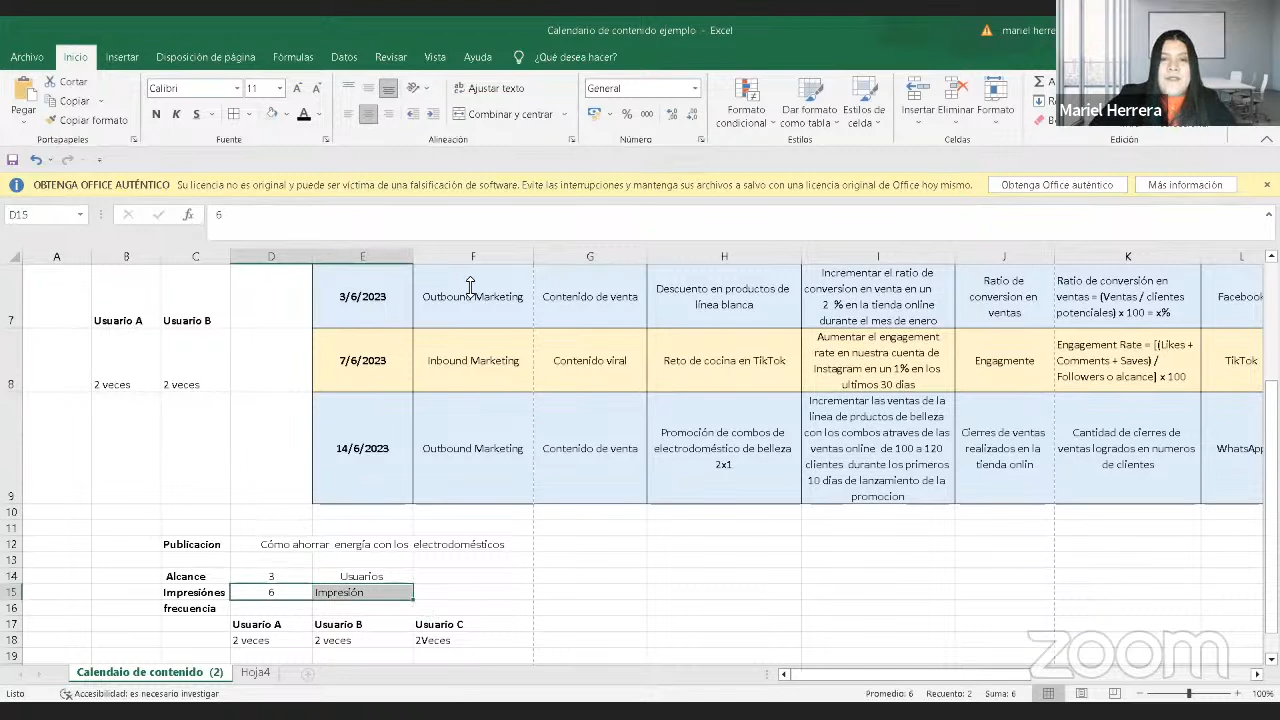 Calendario de contenido ejemplo - Excel
mariel herre
Archivo Inicio Insertar Disposición de página Fórmulas Datos Revisar Vista Ayuda ¿Qué desea hacer?
Mariel Herrera
Pegar
Cortar
Copiar
Copiar formato
Calibri 11
N K S
Ajustar texto
Combinar y centrar
General
% 000
Formato condicional
Dar formato como tabla
Estilos de celda
Insertar Eliminar Formato
Portapapeles Fuente Alineación Número Estilos Celdas Edición
OBTENGA OFFICE AUTÉNTICO Su licencia no es original y puede ser víctima de una falsificación de software. Evite las interrupciones y mantenga sus archivos a salvo con una licencia original de Office hoy mismo. Obtenga Office auténtico Más información
D15 fx 6
A B C D E F G H I J K L
7 Usuario A Usuario B
3/6/2023
Outbound Marketing
Contenido de venta
Descuento en productos de
línea blanca
Incrementar el ratio de
conversion en venta en un
2 % en la tienda online
durante el mes de enero
Ratio de
conversion en
ventas
Ratio de conversión en
ventas = (Ventas / clientes
potenciales) x 100 = x%
Facebook
8 2 veces 2 veces
7/6/2023
Inbound Marketing
Contenido viral
Reto de cocina en TikTok
Aumentar el engagement
rate en nuestra cuenta de
Instagram en un 1% en los
ultimos 30 dias
Engagmente
Engagement Rate = [(Likes +
Comments + Saves) /
Followers o alcance] x 100
TikTok
9
14/6/2023
Outbound Marketing
Contenido de venta
Promoción de combos de
electrodoméstico de belleza
2x1
Incrementar las ventas de la
linea de prductos de belleza
con los combos atraves de las
ventas online de 100 a 120
clientes durante los primeros
10 dias de lanzamiento de la
promocion
Cierres de ventas
realizados en la
tienda onlin
Cantidad de cierres de
ventas logrados en numeros
de clientes
WhatsApp
10
11
12 Publicacion Cómo ahorrar energía con los electrodomésticos
13
14 Alcance 3 Usuarios
15 Impresiónes 6 Impresión
16 frecuencia
17 Usuario A Usuario B Usuario C
18 2 veces 2 veces 2Veces
19
zoom
Calendaio de contenido (2) Hoja4
Listo Accesibilidad: es necesario investigar Promedio: 6 Recuento: 2 Suma: 6 100%